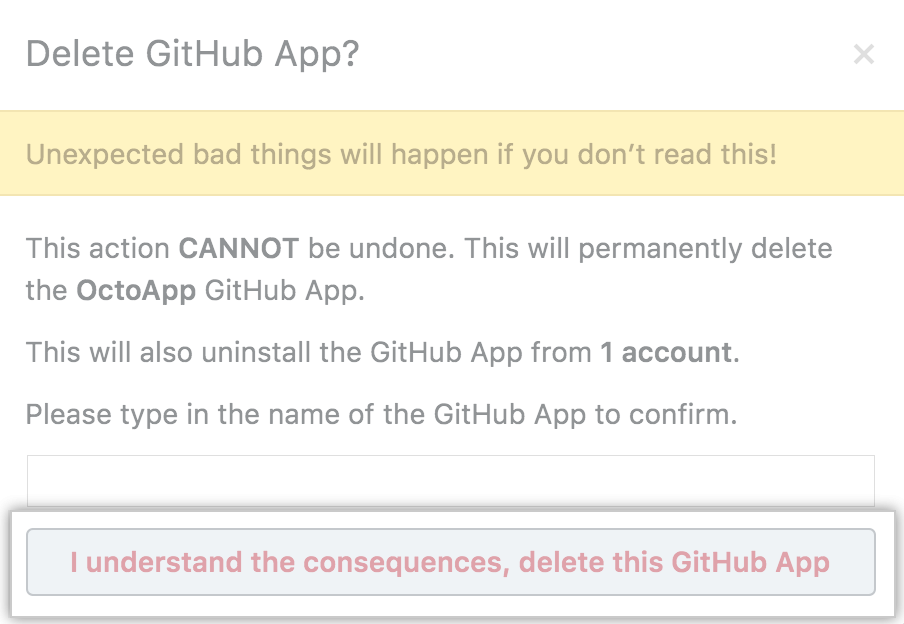 Delete GitHub App?
Unexpected bad things will happen if you don’t read this!
This action CANNOT be undone. This will permanently delete
the OctoApp GitHub App.
This will also uninstall the GitHub App from 1 account.
Please type in the name of the GitHub App to confirm.
I understand the consequences, delete this GitHub App